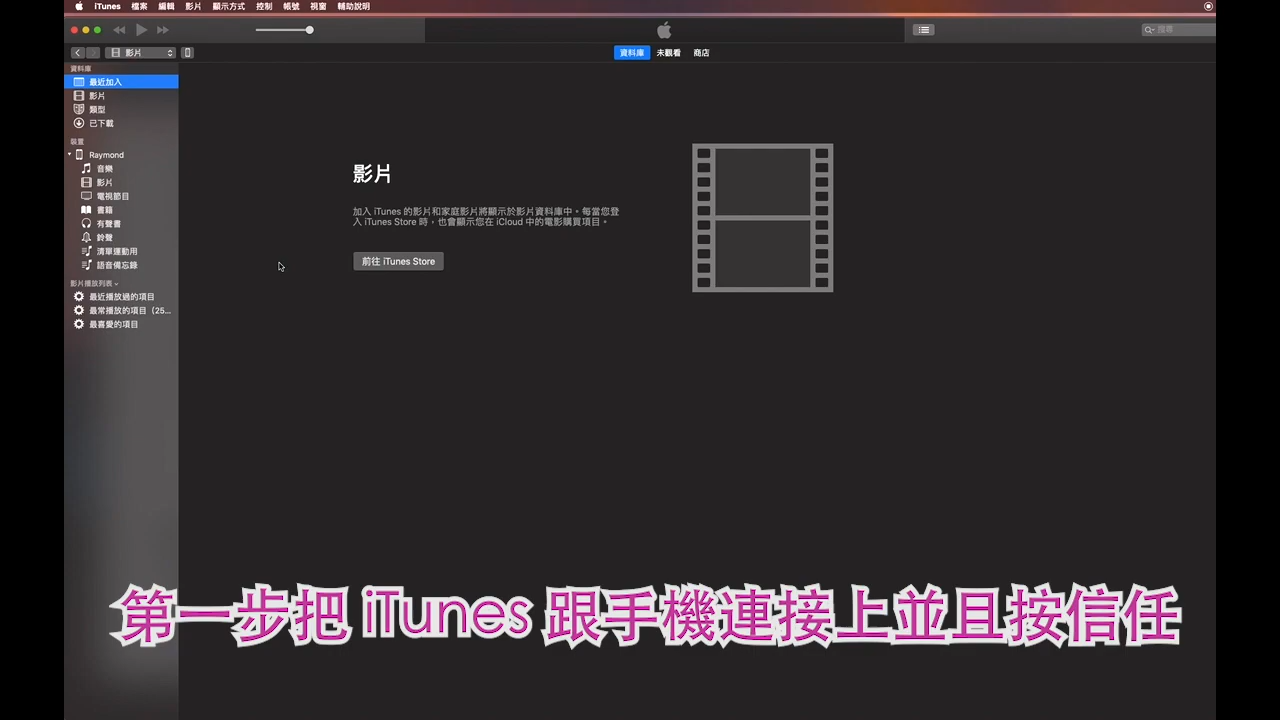 iTunes 檔案 編輯 影片 顯示方式 控制 帳號 視窗 輔助說明
搜尋
影片
資料庫 未觀看 商店
資料庫
最近加入
影片
類型
已下載
裝置
Raymond
音樂
影片
電視節目
書籍
有聲書
鈴聲
清單運動用
語音備忘錄
影片播放列表
最近播放過的項目
最常播放的項目（25...
最喜愛的項目
影片
加入 iTunes 的影片和家庭影片將顯示於影片資料庫中。每當您登
入 iTunes Store 時，也會顯示您在 iCloud 中的電影購買項目。
前往 iTunes Store
第一步把 iTunes 跟手機連接上並且按信任